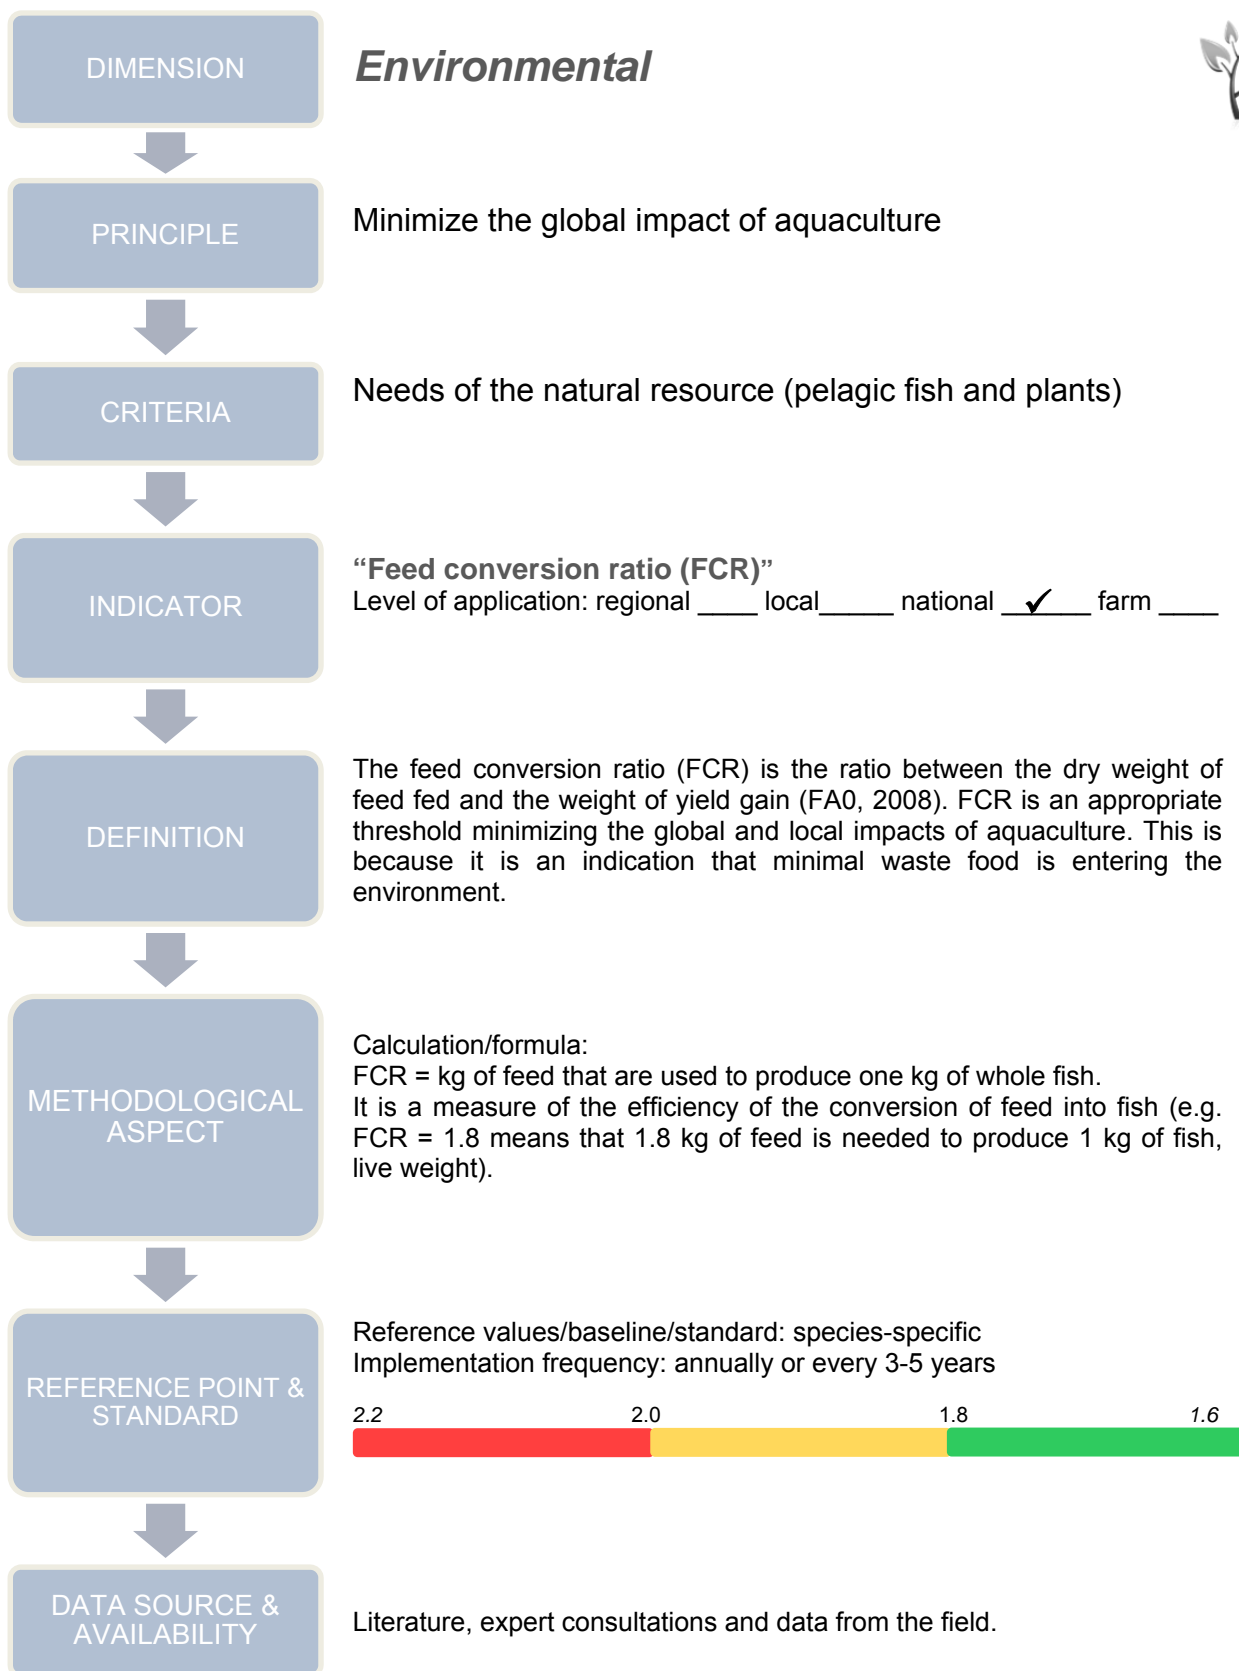 DIMENSION
Environmental
PRINCIPLE
Minimize the global impact of aquaculture
CRITERIA
Needs of the natural resource (pelagic fish and plants)
INDICATOR
“Feed conversion ratio (FCR)”
Level of application: regional ____ local_____ national ___✓___ farm ____
DEFINITION
The feed conversion ratio (FCR) is the ratio between the dry weight of
feed fed and the weight of yield gain (FA0, 2008). FCR is an appropriate
threshold minimizing the global and local impacts of aquaculture. This is
because it is an indication that minimal waste food is entering the
environment.
METHODOLOGICAL
ASPECT
Calculation/formula:
FCR = kg of feed that are used to produce one kg of whole fish.
It is a measure of the efficiency of the conversion of feed into fish (e.g.
FCR = 1.8 means that 1.8 kg of feed is needed to produce 1 kg of fish,
live weight).
REFERENCE POINT &
STANDARD
Reference values/baseline/standard: species-specific
Implementation frequency: annually or every 3-5 years
2.2 2.0 1.8 1.6
DATA SOURCE &
AVAILABILITY
Literature, expert consultations and data from the field.